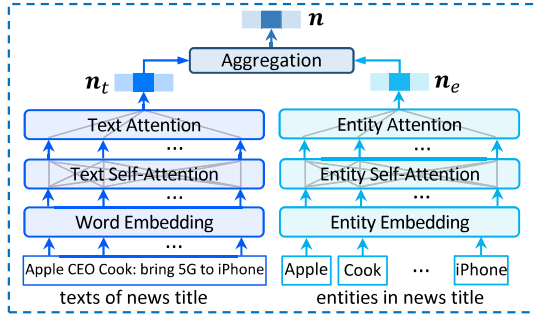 n
Aggregation
n_t
n_e
Text Attention
Entity Attention
...
...
Text Self-Attention
Entity Self-Attention
...
...
Word Embedding
Entity Embedding
...
Apple CEO Cook: bring 5G to iPhone
Apple
Cook
...
iPhone
texts of news title
entities in news title